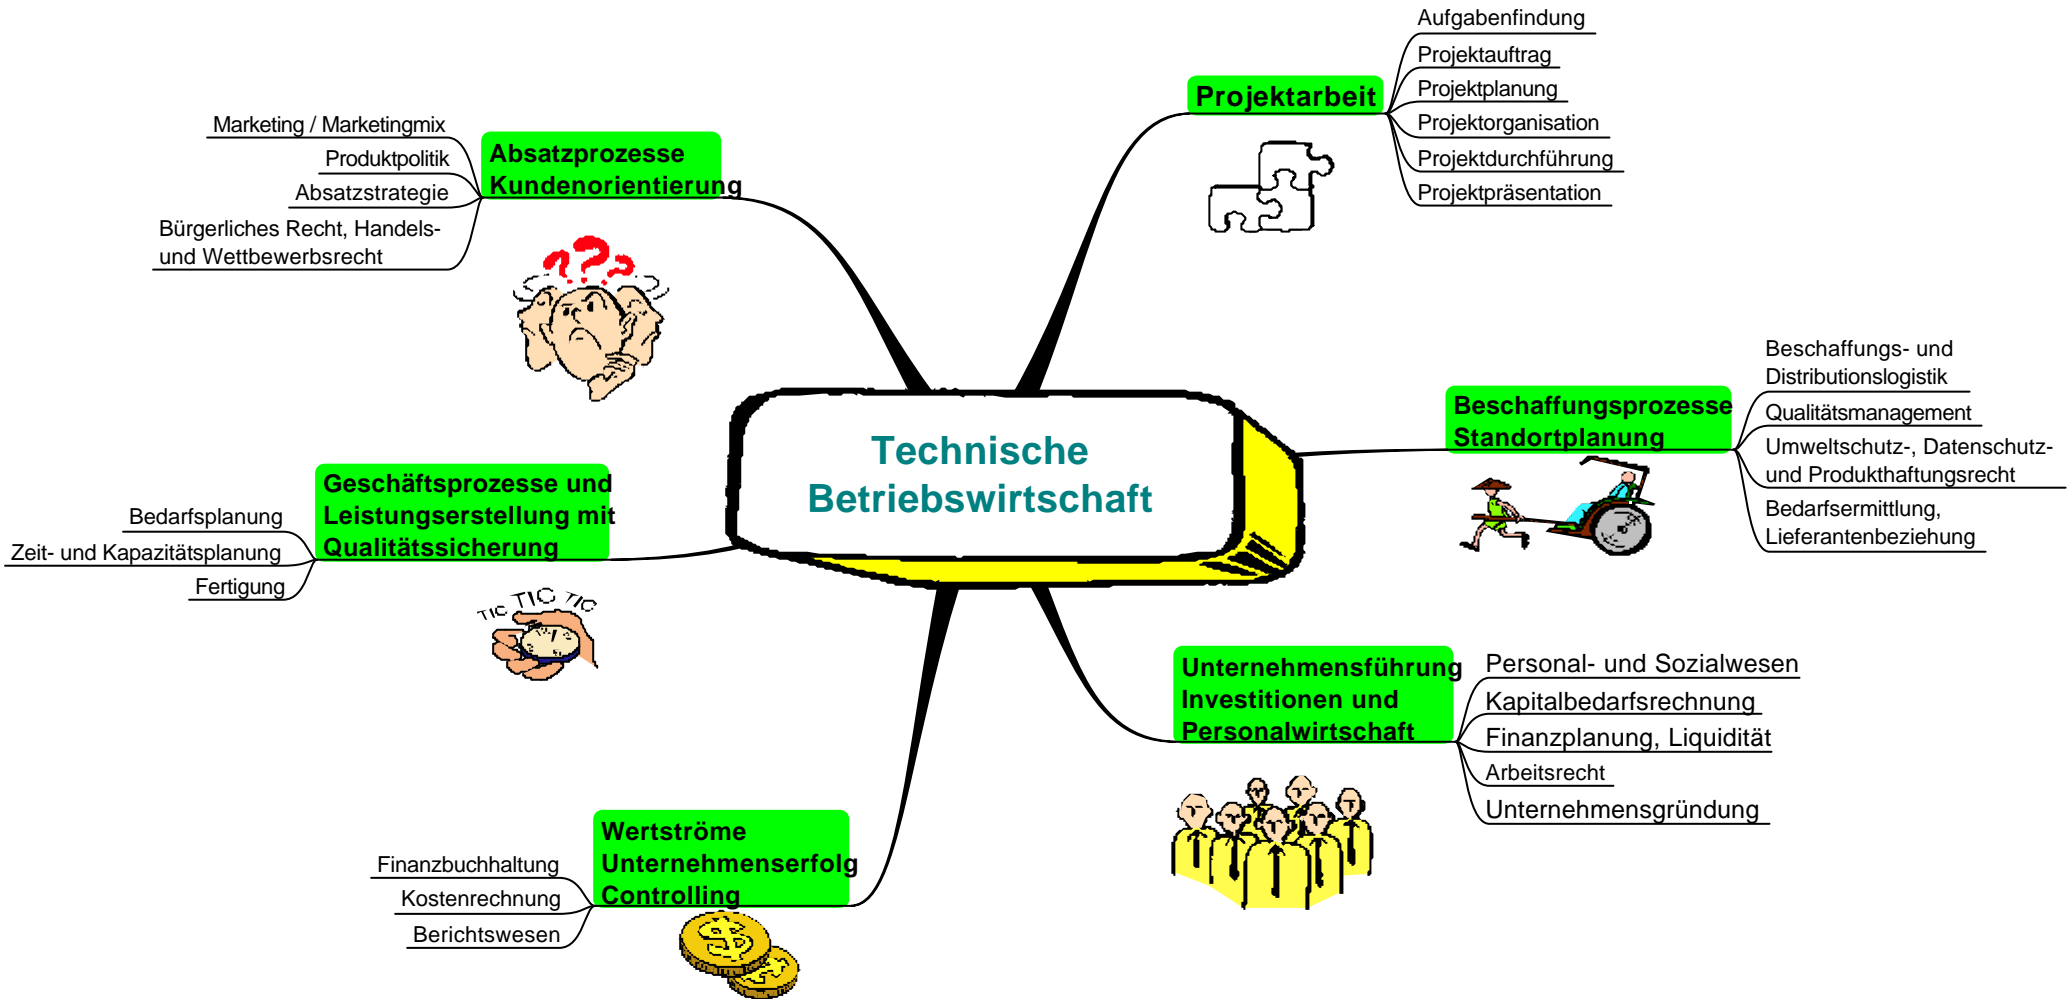 Technische
Betriebswirtschaft
Projektarbeit
Aufgabenfindung
Projektauftrag
Projektplanung
Projektorganisation
Projektdurchführung
Projektpräsentation
Beschaffungsprozesse
Standortplanung
Beschaffungs- und
Distributionslogistik
Qualitätsmanagement
Umweltschutz-, Datenschutz-
und Produkthaftungsrecht
Bedarfsermittlung,
Lieferantenbeziehung
Unternehmensführung
Investitionen und
Personalwirtschaft
Personal- und Sozialwesen
Kapitalbedarfsrechnung
Finanzplanung, Liquidität
Arbeitsrecht
Unternehmensgründung
Wertströme
Unternehmenserfolg
Controlling
Finanzbuchhaltung
Kostenrechnung
Berichtswesen
Geschäftsprozesse und
Leistungserstellung mit
Qualitätssicherung
Bedarfsplanung
Zeit- und Kapazitätsplanung
Fertigung
TIC TIC TIC
Absatzprozesse
Kundenorientierung
Marketing / Marketingmix
Produktpolitik
Absatzstrategie
Bürgerliches Recht, Handels-
und Wettbewerbsrecht
???
$